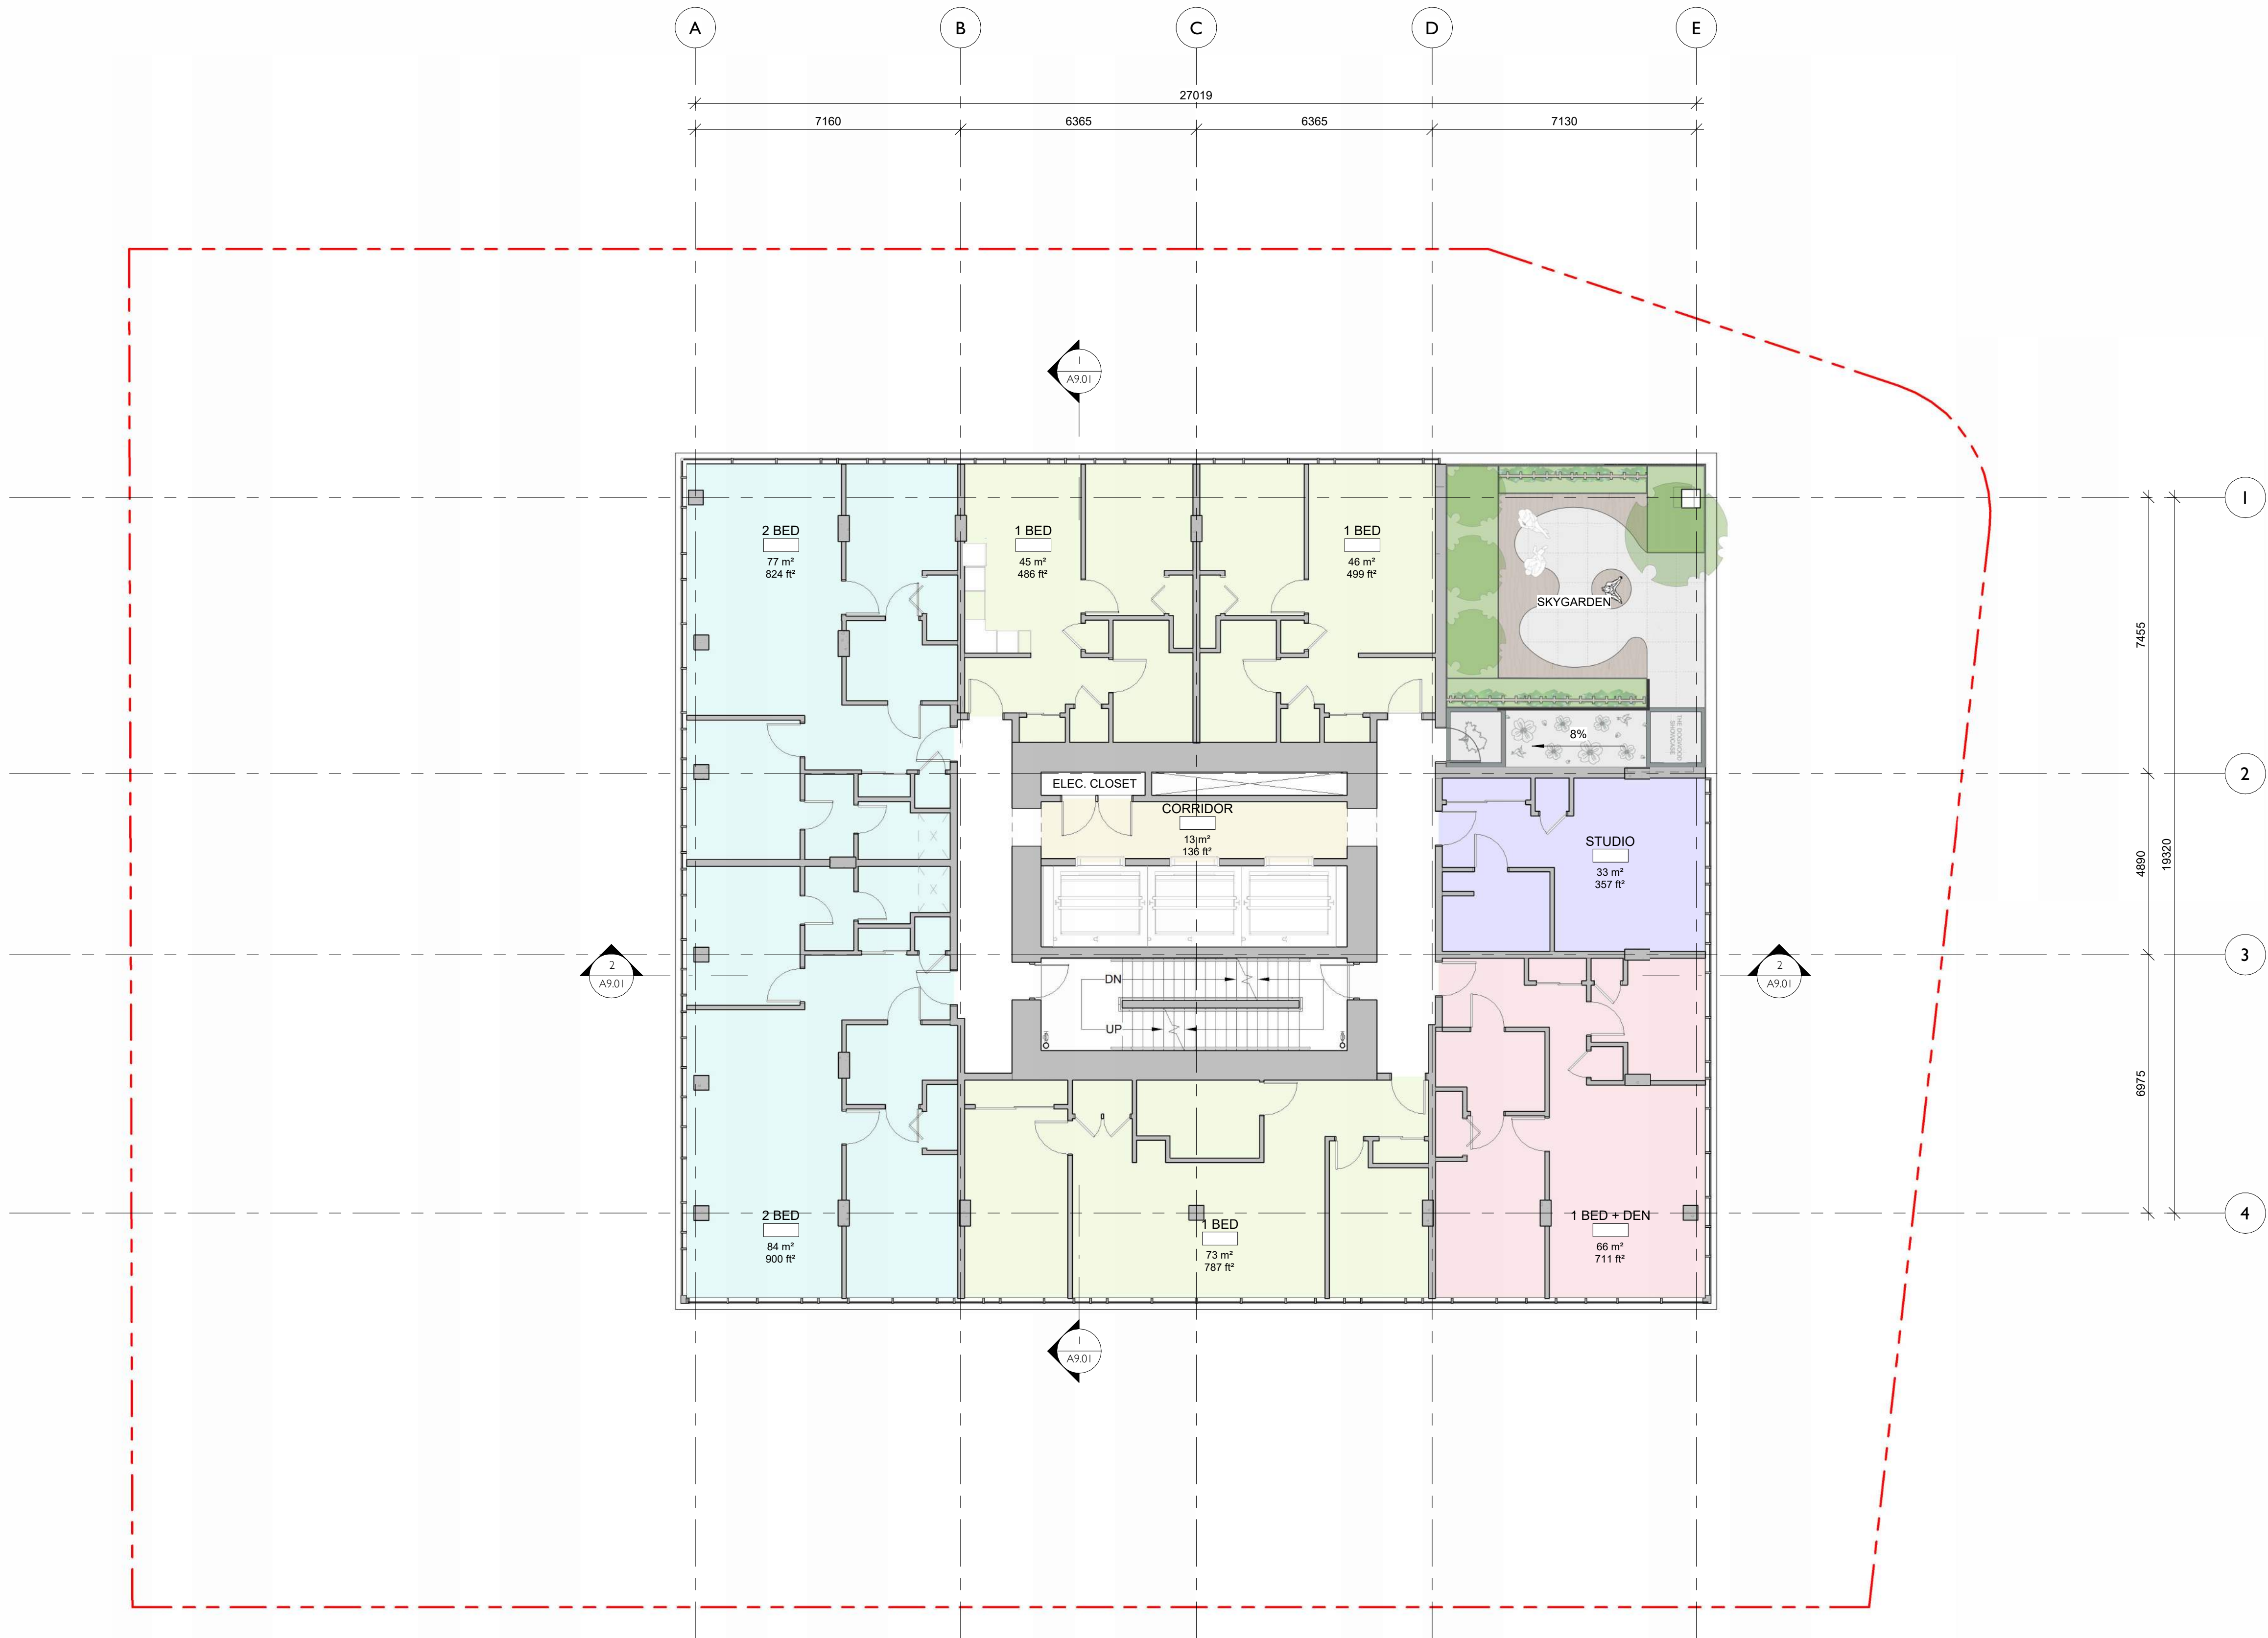 A
B
C
D
E
27019
7160
6365
6365
7130
1
A9.01
1
2 BED
77 m²
824 ft²
1 BED
45 m²
486 ft²
1 BED
46 m²
499 ft²
SKYGARDEN
7455
8%
THE DOGWOOD
SHOWCASE
2
ELEC. CLOSET
CORRIDOR
13 m²
136 ft²
STUDIO
33 m²
357 ft²
4890
19320
3
2
A9.01
DN
UP
2
A9.01
6975
2 BED
84 m²
900 ft²
1 BED
73 m²
787 ft²
1 BED + DEN
66 m²
711 ft²
4
1
A9.01